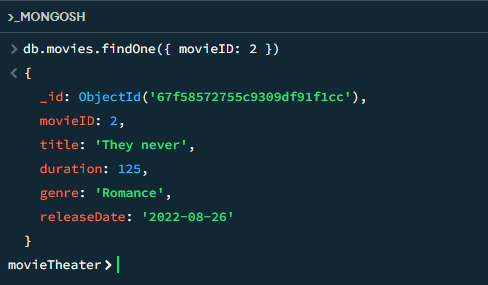 >_MONGOSH
> db.movies.findOne({ movieID: 2 })
< {
_id: ObjectId('67f58572755c9309df91f1cc'),
movieID: 2,
title: 'They never',
duration: 125,
genre: 'Romance',
releaseDate: '2022-08-26'
}
movieTheater>